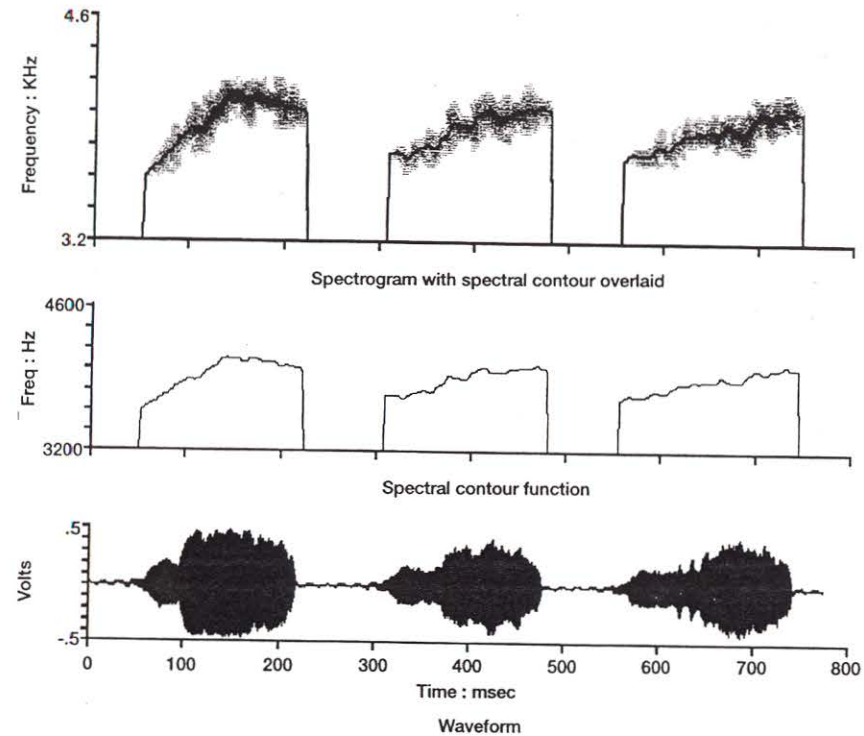 4.6
Frequency : KHz
3.2
Spectrogram with spectral contour overlaid
4600
Freq : Hz
3200
Spectral contour function
.5
Volts
-.5
0 100 200 300 400 500 600 700 800
Time : msec
Waveform